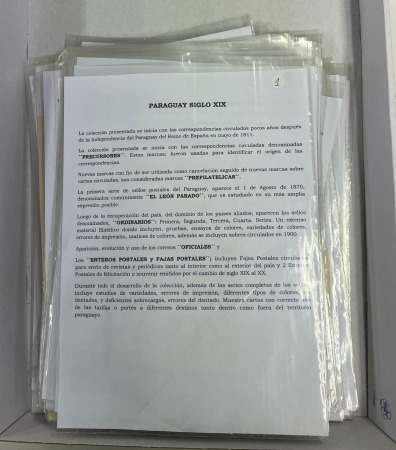 1
PARAGUAY SIGLO XIX
La colección presentada se inicia con las correspondencias circuladas pocos años después
de la Independencia del Paraguay del Reino de España en mayo de 1811.
La colección presentada se inicia con las correspondencias circuladas denominadas
"PRECURSORES". Estas marcas; fueron usadas para identificar el origen de las
correspondencias.
Nuevas marcas con fin de ser utilizada como cancelación seguido de nuevas marcas sobre
cartas circuladas, son consideradas marcas "PREFILATELICAS".
La primera serie de sellos postales del Paraguay, aparece el 1 de Agosto de 1870,
denominados comúnmente "EL LEÓN PARADO", que es estudiado en su más amplia
expresión posible.
Luego de la recuperación del país, del dominio de los países aliados; aparecen los sellos
denominados; "ORDINARIOS"; Primera, Segunda, Tercera, Cuarta. Series. Un extenso
material filatélico donde incluyen, pruebas, ensayos de colores, variedades de colores,
errores de impresión, matices de colores, además se incluyen sobres circulados en 1900.
Aparición, evolución y uso de los correos "OFICIALES" y
Los "ENTEROS POSTALES y FAJAS POSTALES"; incluyen Fajas Postales
para envío de revistas y periódicos tanto al interior como al exterior del país y 2
Postales de felicitación o souvenir emitidos por el cambio de siglo XIX al XX.
Durante todo el desarrollo de la colección, además de las series completas de los
incluye estudios de variedades, errores de impresión, diferentes tipos de colores,
dentados, y deficientes sobrecargas, errores del dentado. Muestra cartas con correcto
de las tarifas o portes a diferentes destinos tanto dentro como fuera del territorio
paraguayo.